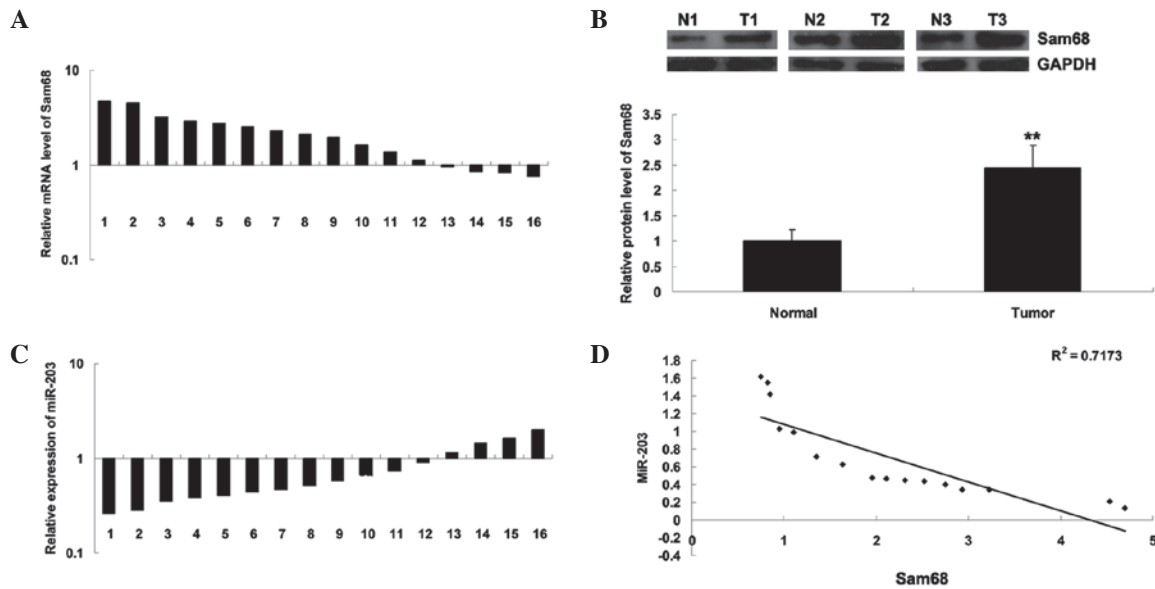 A
Relative mRNA level of Sam68
10
1
0.1
1 2 3 4 5 6 7 8 9 10 11 12 13 14 15 16
B
N1 T1 N2 T2 N3 T3
Sam68
GAPDH
Relative protein level of Sam68
3.5
3
2.5
2
1.5
1
0.5
0
**
Normal Tumor
C
Relative expression of miR-203
10
1
0.1
1 2 3 4 5 6 7 8 9 10 11 12 13 14 15 16
D
R² = 0.7173
MiR-203
1.8
1.6
1.4
1.2
1
0.8
0.6
0.4
0.2
0
-0.2
-0.4
0 1 2 3 4 5
Sam68